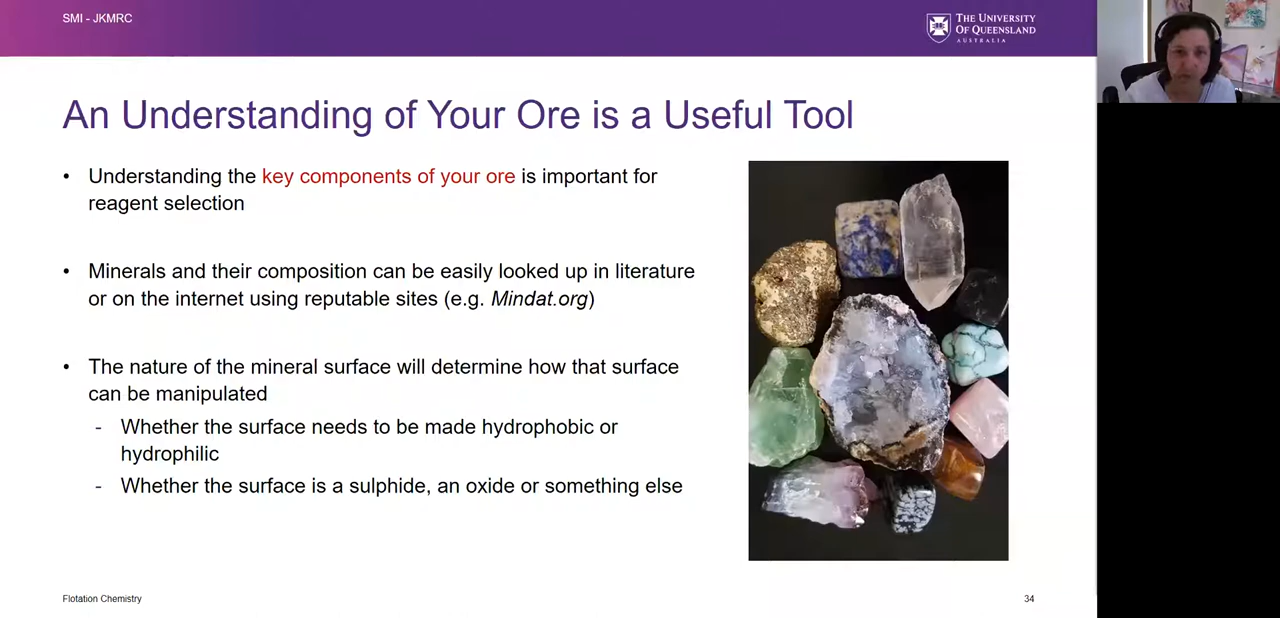 SMI - JKMRC
THE UNIVERSITY
OF QUEENSLAND
AUSTRALIA
An Understanding of Your Ore is a Useful Tool
• Understanding the key components of your ore is important for
reagent selection
• Minerals and their composition can be easily looked up in literature
or on the internet using reputable sites (e.g. Mindat.org)
• The nature of the mineral surface will determine how that surface
can be manipulated
- Whether the surface needs to be made hydrophobic or
hydrophilic
- Whether the surface is a sulphide, an oxide or something else
Flotation Chemistry
34